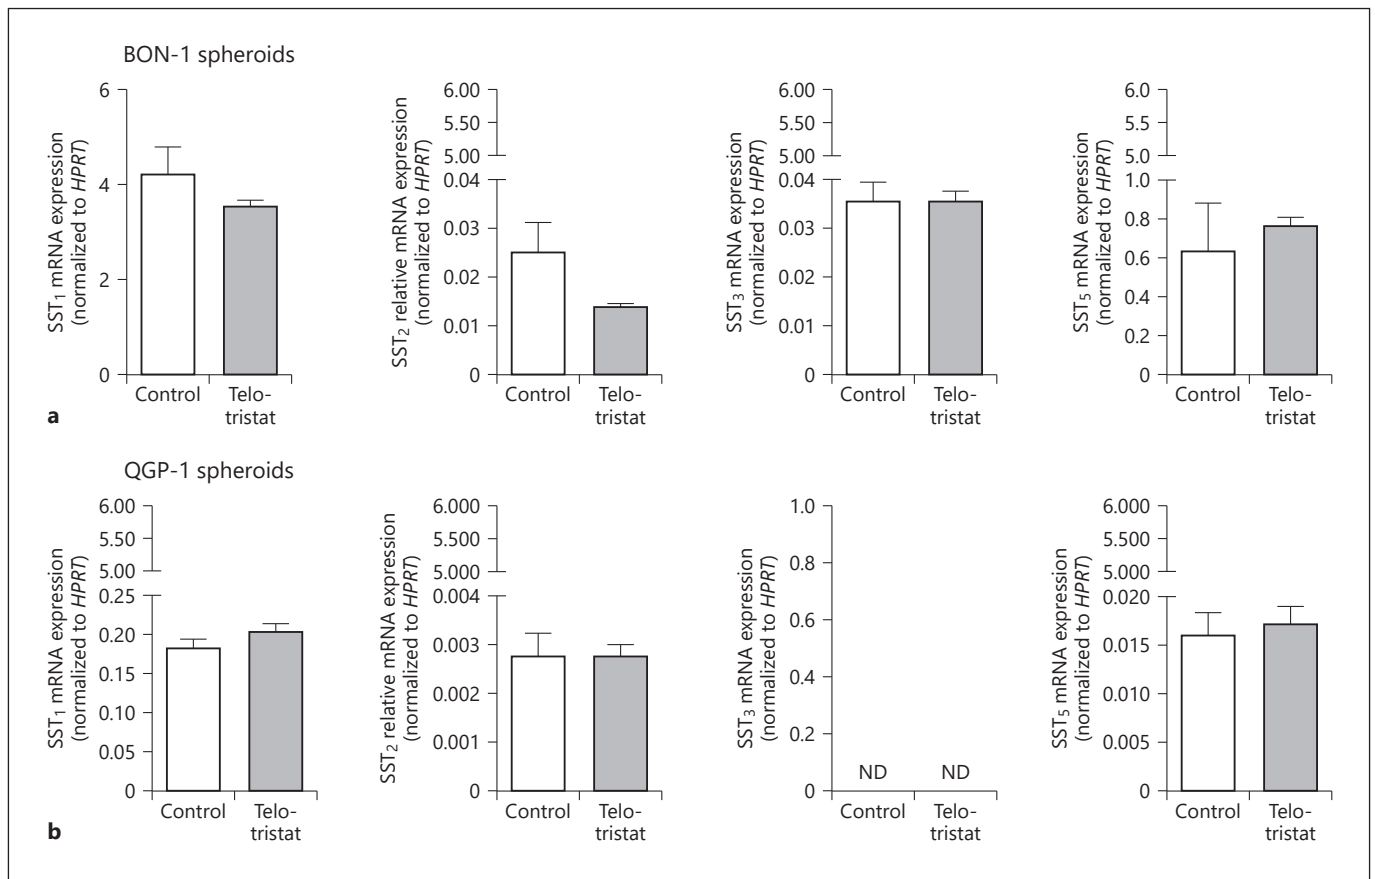 BON-1 spheroids
SST1 mRNA expression
(normalized to HPRT)
6
4
2
0
Control
Telo-
tristat
SST2 relative mRNA expression
(normalized to HPRT)
6.00
5.50
5.00
0.04
0.03
0.02
0.01
0
Control
Telo-
tristat
SST3 mRNA expression
(normalized to HPRT)
6.00
5.50
5.00
0.04
0.03
0.02
0.01
0
Control
Telo-
tristat
SST5 mRNA expression
(normalized to HPRT)
6.0
5.5
5.0
1.0
0.8
0.6
0.4
0.2
0
Control
Telo-
tristat
a
QGP-1 spheroids
SST1 mRNA expression
(normalized to HPRT)
6.00
5.50
5.00
0.25
0.20
0.15
0.10
0.05
0
Control
Telo-
tristat
SST2 relative mRNA expression
(normalized to HPRT)
6.000
5.500
5.000
0.004
0.003
0.002
0.001
0
Control
Telo-
tristat
SST3 mRNA expression
(normalized to HPRT)
1.0
0.8
0.6
0.4
0.2
0
ND
ND
Control
Telo-
tristat
SST5 mRNA expression
(normalized to HPRT)
6.000
5.500
5.000
0.020
0.015
0.010
0.005
0
Control
Telo-
tristat
b